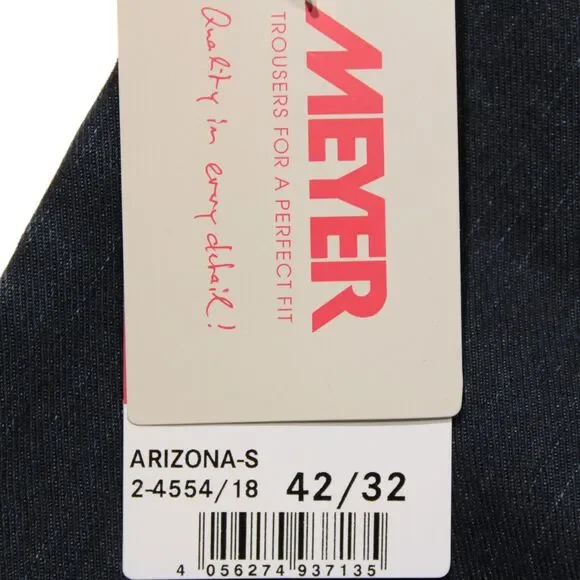 MEYER
TROUSERS FOR A PERFECT FIT
Quality in every detail!
ARIZONA-S
2-4554/18 42/32
4 056274 937135